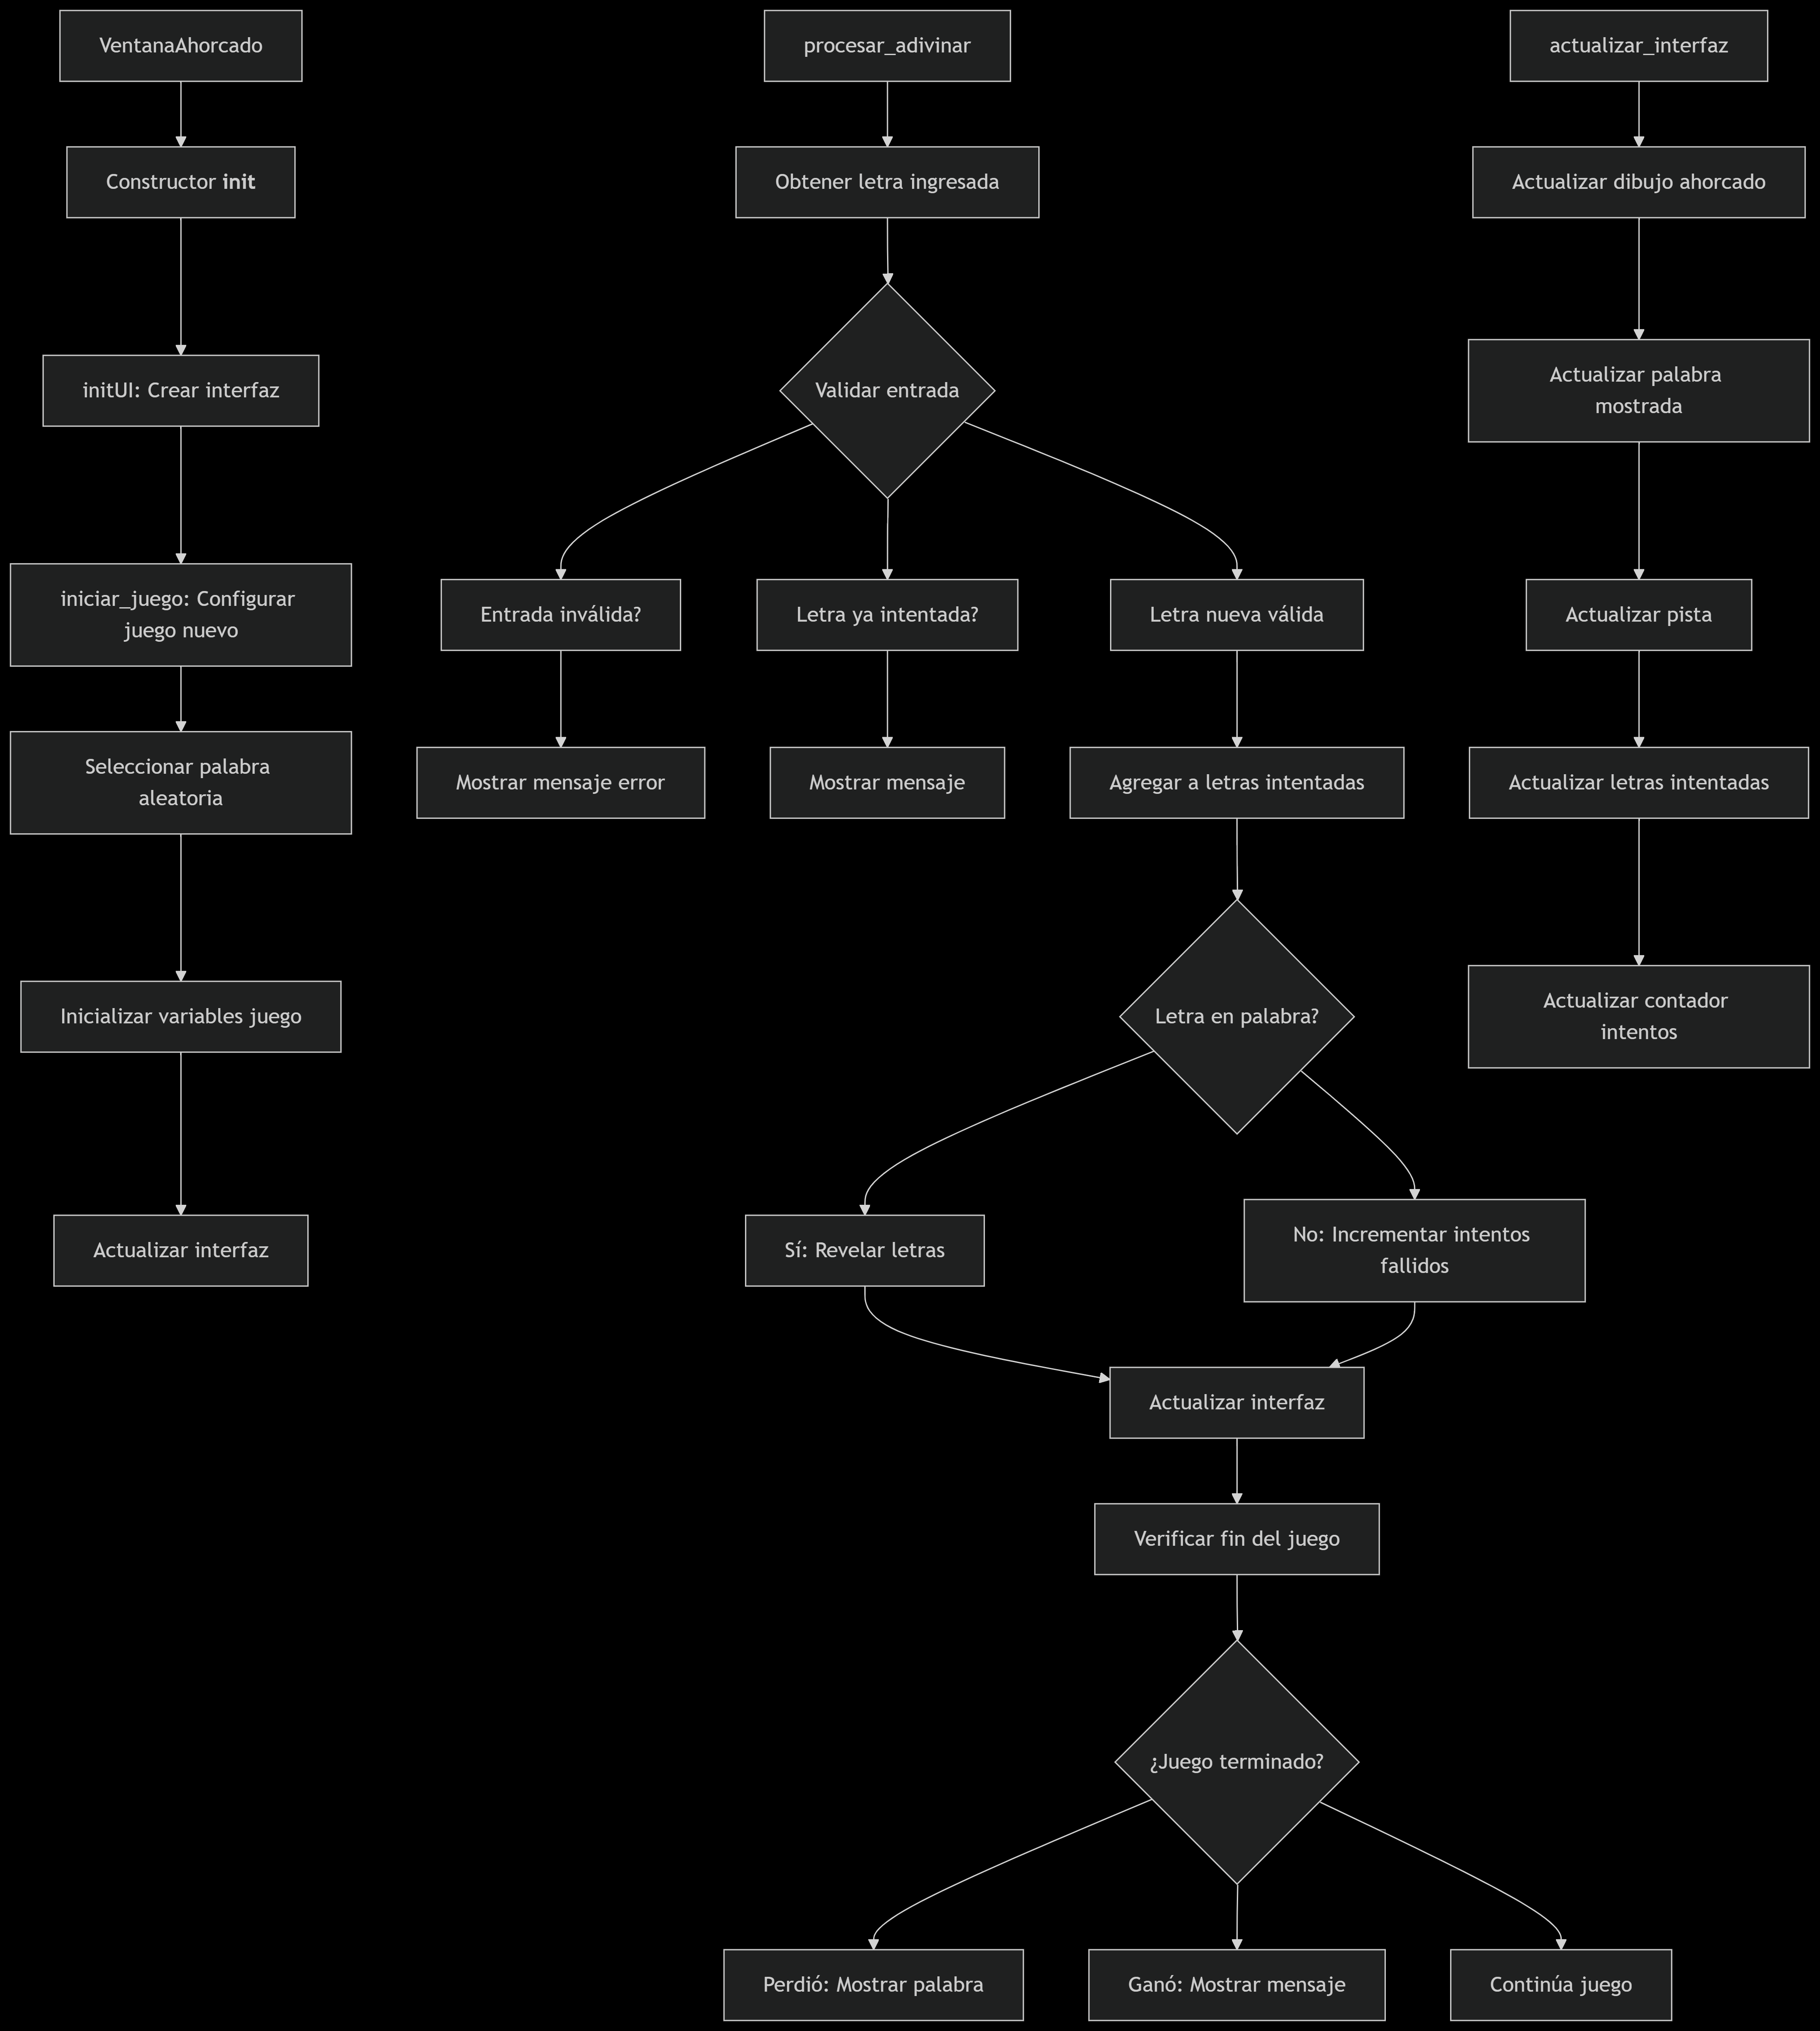 VentanaAhorcado
Constructor init
initUI: Crear interfaz
iniciar_juego: Configurar
juego nuevo
Seleccionar palabra
aleatoria
Inicializar variables juego
Actualizar interfaz
procesar_adivinar
Obtener letra ingresada
Validar entrada
Entrada inválida?
Letra ya intentada?
Letra nueva válida
Mostrar mensaje error
Mostrar mensaje
Agregar a letras intentadas
Letra en palabra?
Sí: Revelar letras
No: Incrementar intentos
fallidos
Actualizar interfaz
Verificar fin del juego
¿Juego terminado?
Perdió: Mostrar palabra
Ganó: Mostrar mensaje
Continúa juego
actualizar_interfaz
Actualizar dibujo ahorcado
Actualizar palabra
mostrada
Actualizar pista
Actualizar letras intentadas
Actualizar contador
intentos